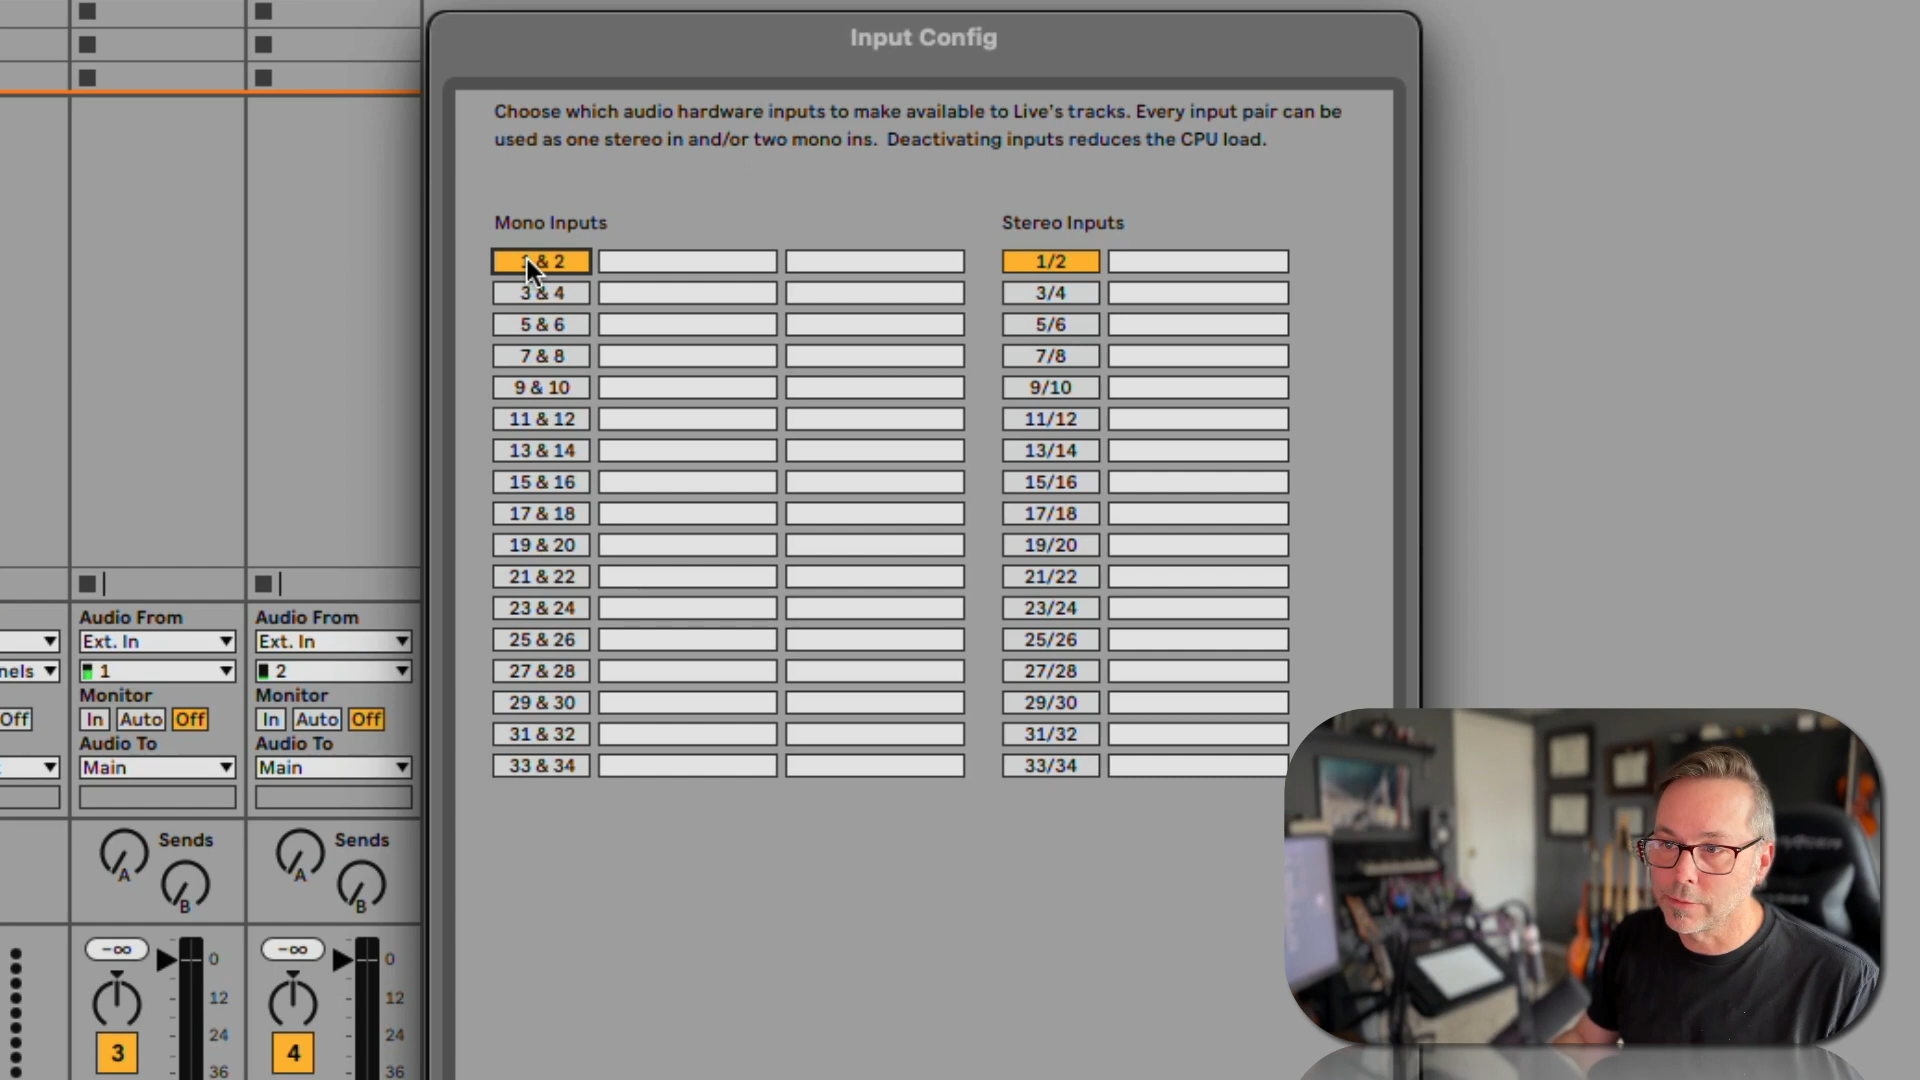 Input Config
Choose which audio hardware inputs to make available to Live's tracks. Every input pair can be
used as one stereo in and/or two mono ins. Deactivating inputs reduces the CPU load.
Mono Inputs
Stereo Inputs
1 & 2
1/2
3 & 4
3/4
5 & 6
5/6
7 & 8
7/8
9 & 10
9/10
11 & 12
11/12
13 & 14
13/14
15 & 16
15/16
17 & 18
17/18
19 & 20
19/20
21 & 22
21/22
23 & 24
23/24
25 & 26
25/26
27 & 28
27/28
29 & 30
29/30
31 & 32
31/32
33 & 34
33/34
Audio From
Audio From
Ext. In
Ext. In
nels
1
2
Monitor
Monitor
Off
In Auto Off
In Auto Off
Audio To
Audio To
Main
Main
Sends
Sends
A
A
B
B
-∞
-∞
0
0
12
12
24
24
36
36
3
4